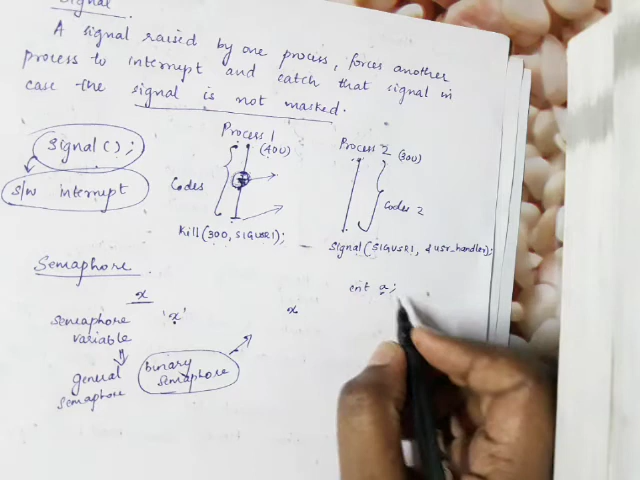 Signal
A signal raised by one process, forces another
process to interrupt and catch that signal in
case the signal is not masked.
Signal();
S/W interrupt
Process 1
(400)
Codes
Kill(300, SIGUSR1);
Process 2
(300)
Codes 2
Signal(SIGUSR1, &usr_handler);
Semaphore
x
semaphore
variable
'x'
x
int a;
general
semaphore
binary
semaphore